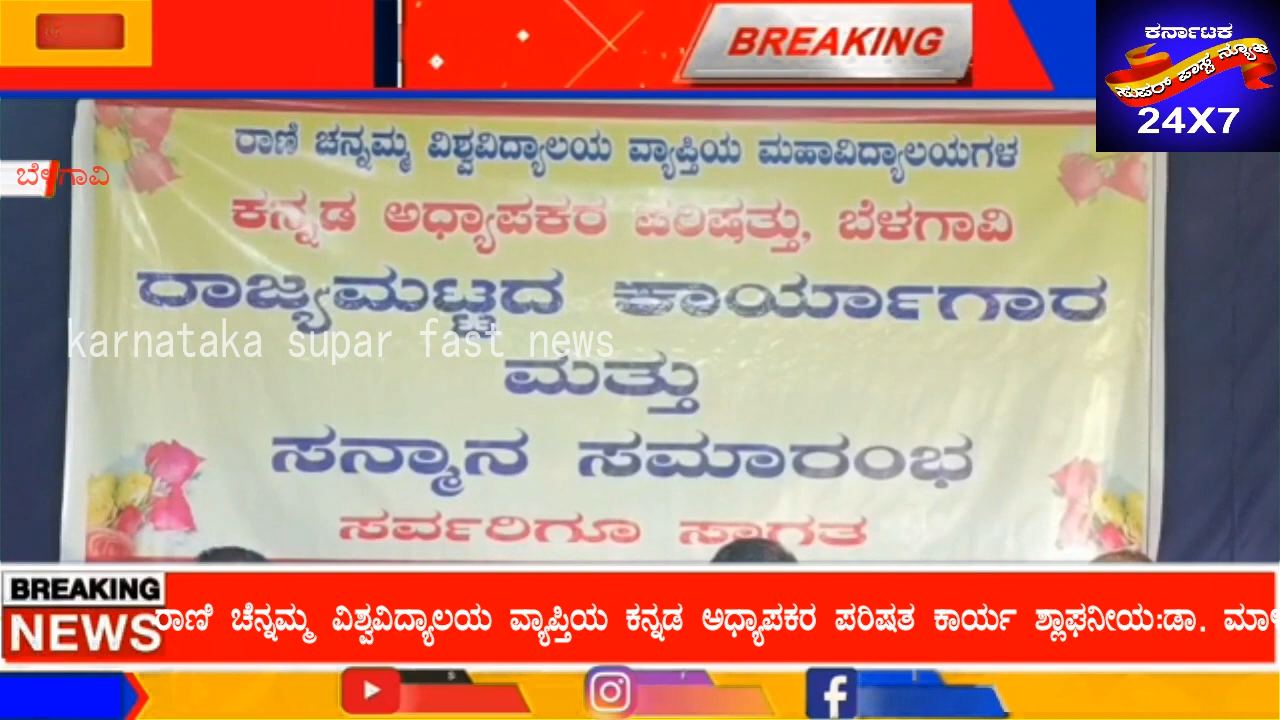 BREAKING
ಕರ್ನಾಟಕ
ಸುಪರ್ ಪಾಸ್ಟ ನ್ಯೂಸ
24X7
ಬೆಳಗಾವಿ
ರಾಣಿ ಚನ್ನಮ್ಮ ವಿಶ್ವವಿದ್ಯಾಲಯ ವ್ಯಾಪ್ತಿಯ ಮಹಾವಿದ್ಯಾಲಯಗಳ
ಕನ್ನಡ ಅಧ್ಯಾಪಕರ ಪರಿಷತ್ತು, ಬೆಳಗಾವಿ
ರಾಜ್ಯಮಟ್ಟದ ಕಾರ್ಯಾಗಾರ
karnataka supar fast news
ಮತ್ತು
ಸನ್ಮಾನ ಸಮಾರಂಭ
ಸರ್ವರಿಗೂ ಸ್ವಾಗತ
BREAKING
NEWS
ರಾಣಿ ಚೆನ್ನಮ್ಮ ವಿಶ್ವವಿದ್ಯಾಲಯ ವ್ಯಾಪ್ತಿಯ ಕನ್ನಡ ಅಧ್ಯಾಪಕರ ಪರಿಷತ ಕಾರ್ಯ ಶ್ಲಾಘನೀಯ:ಡಾ.